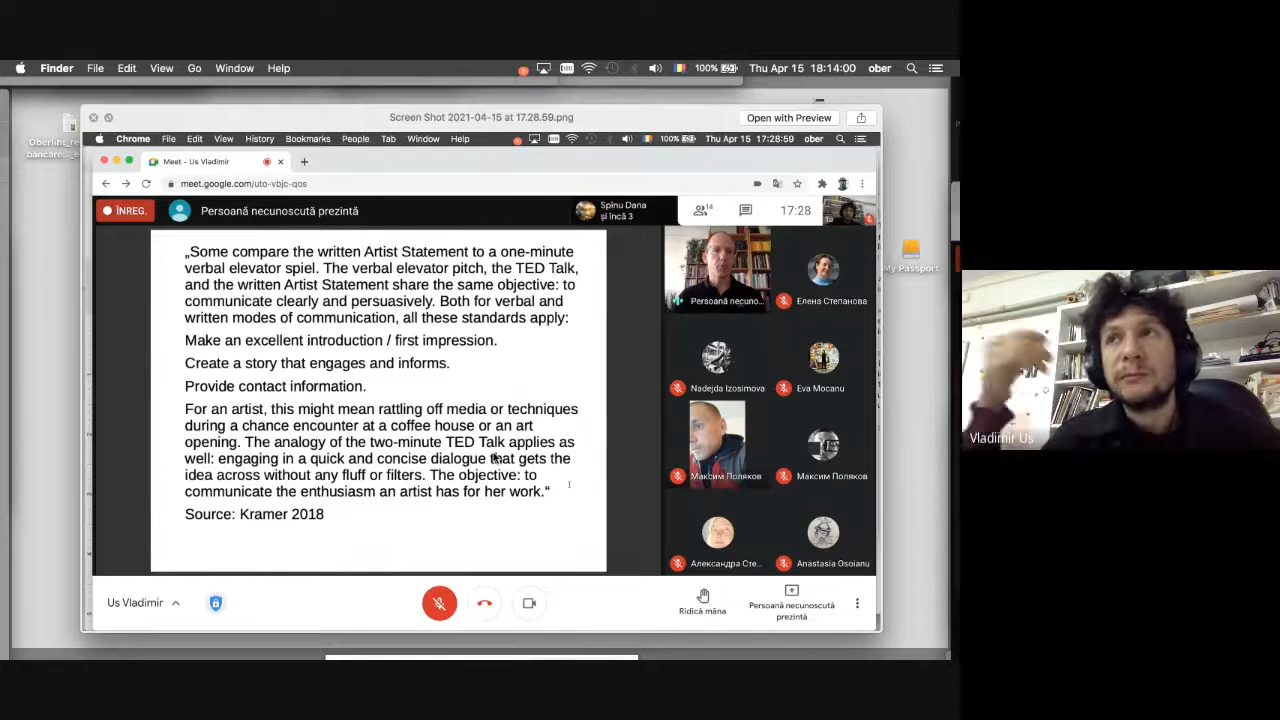 Finder File Edit View Go Window Help
1
100%
Thu Apr 15 18:14:00 ober
Oberliht_re
bancare..._e
Screen Shot 2021-04-15 at 17.28.59.png
Open with Preview
Chrome File Edit View History Bookmarks People Tab Window Help
100%
Thu Apr 15 17:28:59 ober
Meet - Us Vladimir
meet.google.com/uto-vbjc-qos
ÎNREG.
Persoană necunoscută prezintă
Spînu Dana
și încă 3
14
17:28
Tu
„Some compare the written Artist Statement to a one-minute
verbal elevator spiel. The verbal elevator pitch, the TED Talk,
and the written Artist Statement share the same objective: to
communicate clearly and persuasively. Both for verbal and
written modes of communication, all these standards apply:
Make an excellent introduction / first impression.
Create a story that engages and informs.
Provide contact information.
For an artist, this might mean rattling off media or techniques
during a chance encounter at a coffee house or an art
opening. The analogy of the two-minute TED Talk applies as
well: engaging in a quick and concise dialogue that gets the
idea across without any fluff or filters. The objective: to
communicate the enthusiasm an artist has for her work.“
Source: Kramer 2018
Persoană necuno...
Елена Степанова
Nadejda Izosimova
Eva Mocanu
Максим Поляков
Максим Поляков
Александра Сте...
Anastasia Osoianu
My Passport
Us Vladimir
Ridică mâna
Persoană necunoscută
prezintă
Vladimir Us